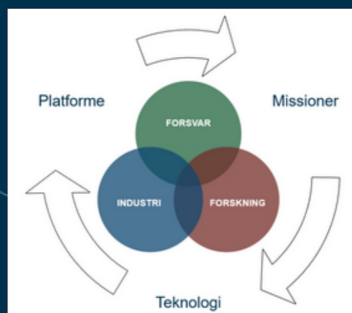 Platforme
Missioner
FORSVAR
INDUSTRI
FORSKNING
Teknologi